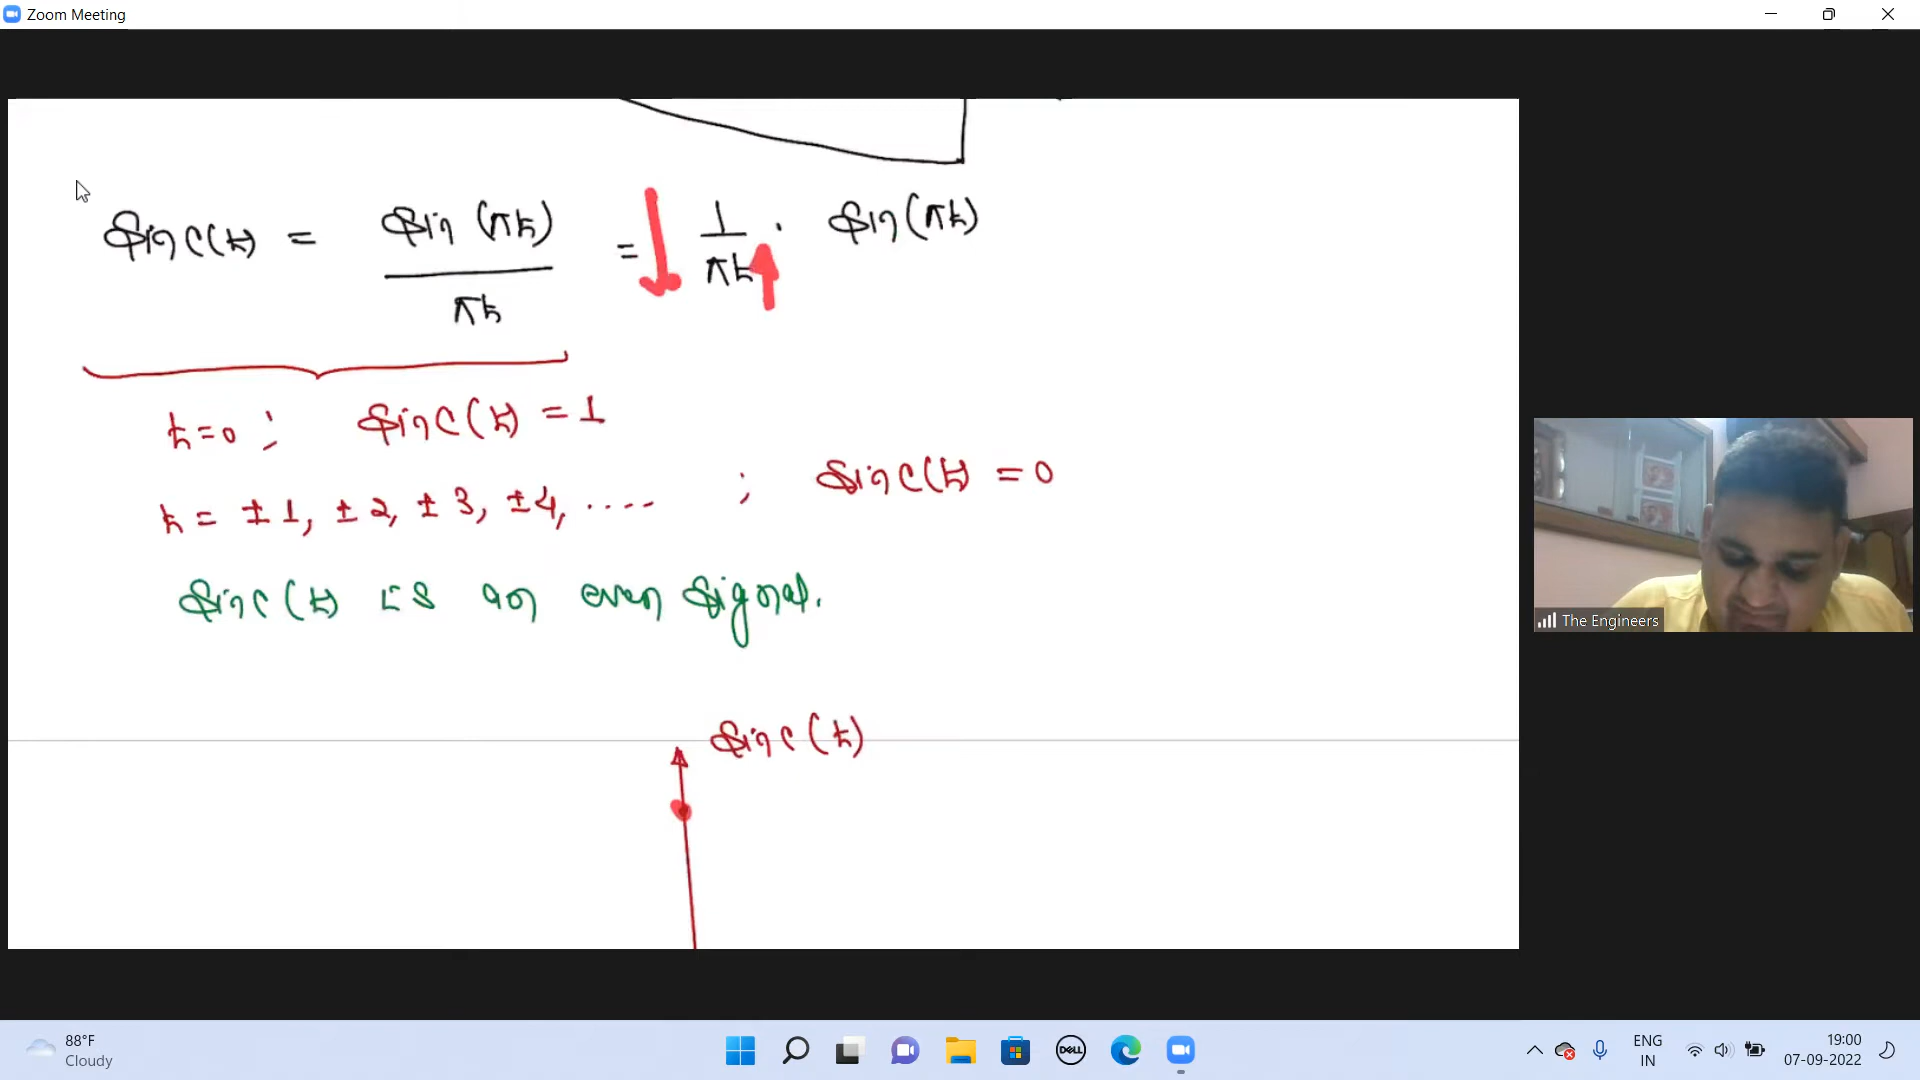 Zoom Meeting
Sinc(t) = Sin (πt) / πt = 1 / πt · Sin(πt)
t=0 ; Sinc(t) = 1
t = ±1, ±2, ±3, ±4, .... ; Sinc(t) = 0
Sinc(t) is an even signal.
Sinc(t)
The Engineers
88°F
Cloudy
DELL
ENG
IN
19:00
07-09-2022